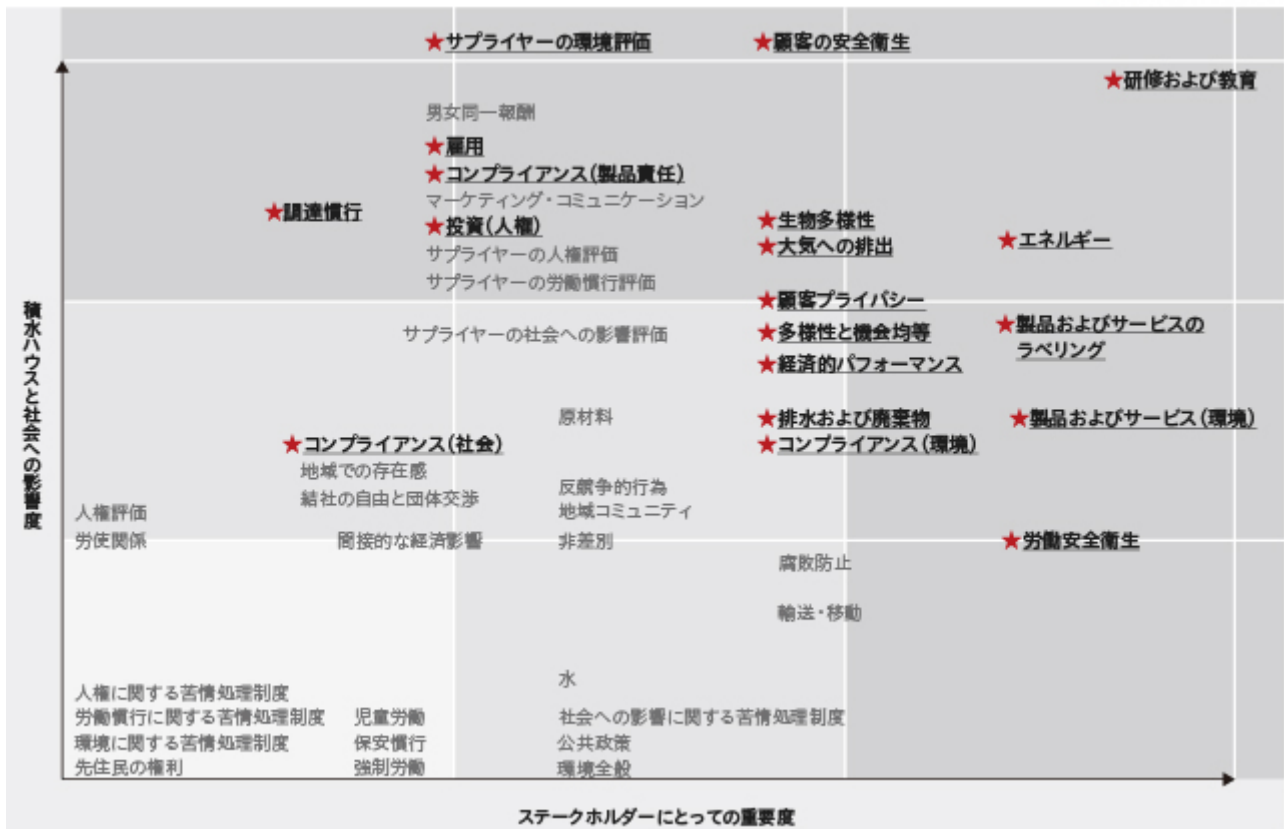 ★サプライヤーの環境評価 ★顧客の安全衛生
★研修および教育
男女同一報酬
★雇用
★コンプライアンス(製品責任)
マーケティング・コミュニケーション
★調達慣行
★投資(人権)
★生物多様性
★大気への排出
★エネルギー
サプライヤーの人権評価
サプライヤーの労働慣行評価
★顧客プライバシー
サプライヤーの社会への影響評価
★多様性と機会均等
★製品およびサービスの
ラベリング
★経済的パフォーマンス
原材料
★排水および廃棄物
★製品およびサービス(環境)
★コンプライアンス(社会)
★コンプライアンス(環境)
地域での存在感
結社の自由と団体交渉
反競争的行為
地域コミュニティ
人権評価
労使関係
間接的な経済影響
非差別
★労働安全衛生
腐敗防止
輸送・移動
水
人権に関する苦情処理制度
労働慣行に関する苦情処理制度
児童労働
社会への影響に関する苦情処理制度
環境に関する苦情処理制度
保安慣行
公共政策
先住民の権利
強制労働
環境全般
積水ハウスと社会への影響度
ステークホルダーにとっての重要度